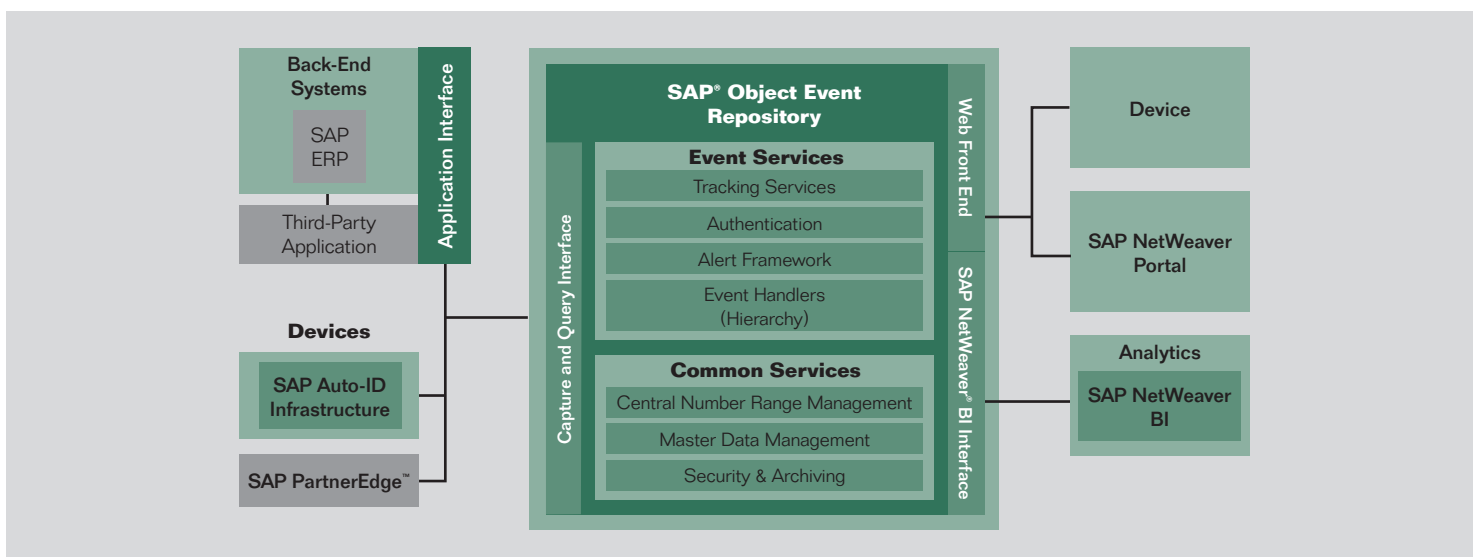 Back-End
Systems
SAP
ERP
Third-Party
Application
Application Interface
Devices
SAP Auto-ID
Infrastructure
SAP PartnerEdge™
SAP® Object Event
Repository
Capture and Query Interface
Event Services
Tracking Services
Authentication
Alert Framework
Event Handlers
(Hierarchy)
Common Services
Central Number Range Management
Master Data Management
Security & Archiving
Web Front End
SAP NetWeaver® BI Interface
Device
SAP NetWeaver
Portal
Analytics
SAP NetWeaver
BI